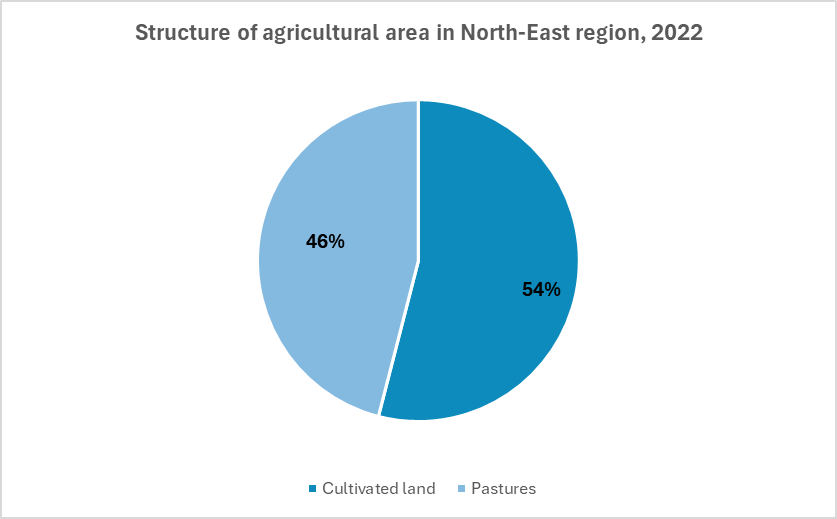 Structure of agricultural area in North-East region, 2022
46%
54%
Cultivated land
Pastures